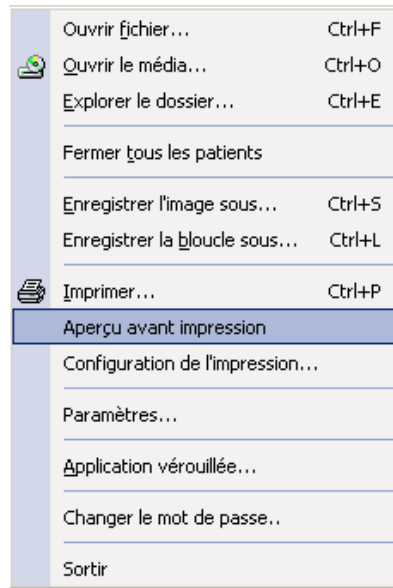 Ouvrir fichier... Ctrl+F
Ouvrir le média... Ctrl+O
Explorer le dossier... Ctrl+E
Fermer tous les patients
Enregistrer l'image sous... Ctrl+S
Enregistrer la bloucle sous... Ctrl+L
Imprimer... Ctrl+P
Aperçu avant impression
Configuration de l'impression...
Paramètres...
Application vérouillée...
Changer le mot de passe..
Sortir